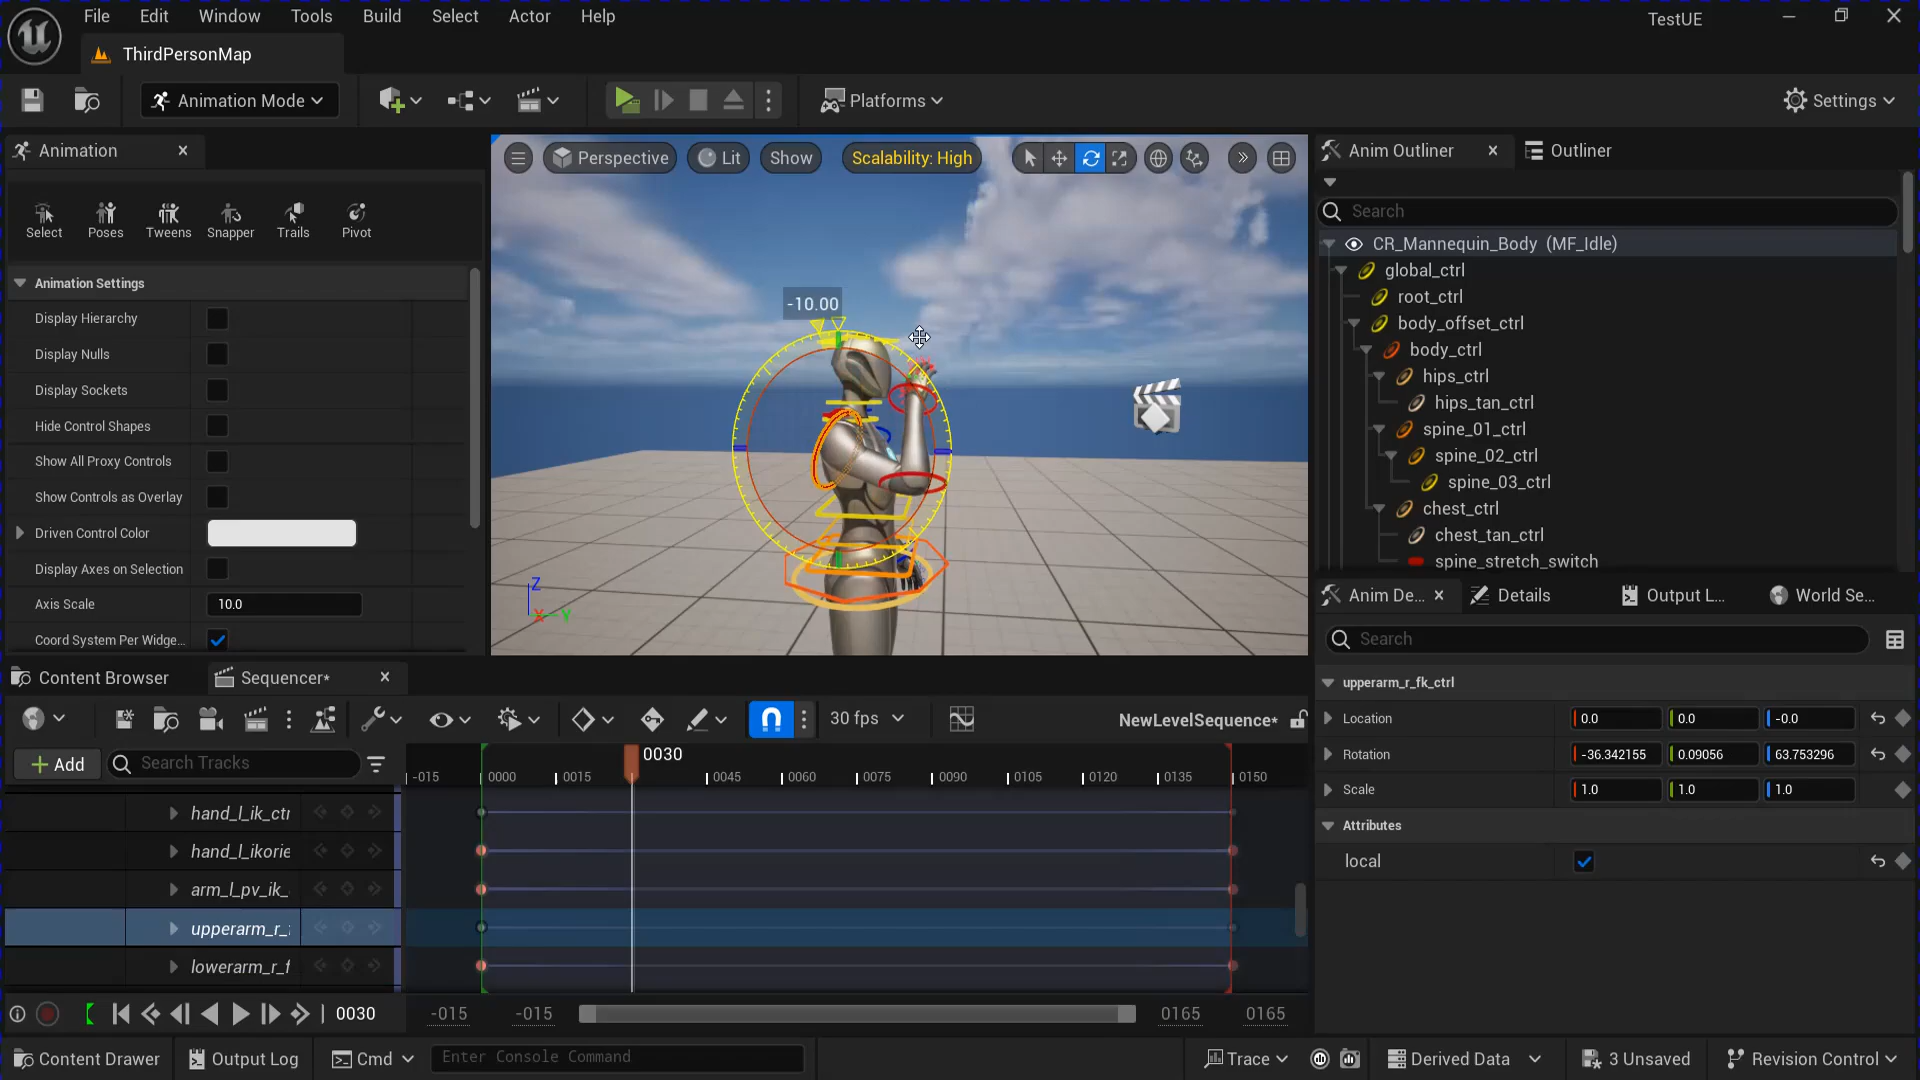 File Edit Window Tools Build Select Actor Help
TestUE
ThirdPersonMap
Animation Mode
Platforms
Settings
Animation
Select Poses Tweens Snapper Trails Pivot
Animation Settings
Display Hierarchy
Display Nulls
Display Sockets
Hide Control Shapes
Show All Proxy Controls
Show Controls as Overlay
Driven Control Color
Display Axes on Selection
Axis Scale 10.0
Coord System Per Widge...
Perspective Lit Show Scalability: High
-10.00
Z
X Y
Anim Outliner Outliner
Search
CR_Mannequin_Body (MF_Idle)
global_ctrl
root_ctrl
body_offset_ctrl
body_ctrl
hips_ctrl
hips_tan_ctrl
spine_01_ctrl
spine_02_ctrl
spine_03_ctrl
chest_ctrl
chest_tan_ctrl
spine_stretch_switch
Anim De... Details Output L... World Se...
Search
upperarm_r_fk_ctrl
Location 0.0 0.0 -0.0
Rotation -36.342155 0.09056 63.753296
Scale 1.0 1.0 1.0
Attributes
local
Content Browser Sequencer*
30 fps
NewLevelSequence*
Add
Search Tracks
0030
-015 0000 0015 0045 0060 0075 0090 0105 0120 0135 0150
hand_l_ik_ctr
hand_l_ikorie
arm_l_pv_ik_
upperarm_r_
lowerarm_r_f
0030
-015 -015 0165 0165
Content Drawer Output Log Cmd Enter Console Command
Trace Derived Data 3 Unsaved Revision Control